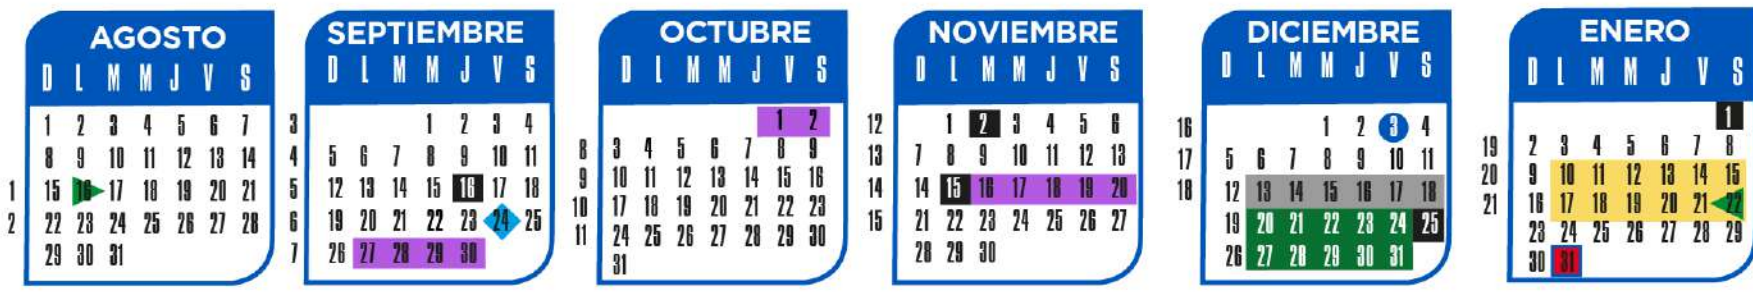 AGOSTO
D L M M J V S
1 2 3 4 5 6 7
8 9 10 11 12 13 14
1 15 16 17 18 19 20 21
2 22 23 24 25 26 27 28
29 30 31
SEPTIEMBRE
D L M M J V S
3 1 2 3 4
4 5 6 7 8 9 10 11
5 12 13 14 15 16 17 18
6 19 20 21 22 23 24 25
7 26 27 28 29 30
OCTUBRE
D L M M J V S
1 2
8 3 4 5 6 7 8 9
9 10 11 12 13 14 15 16
10 17 18 19 20 21 22 23
11 24 25 26 27 28 29 30
31
NOVIEMBRE
D L M M J V S
12 1 2 3 4 5 6
13 7 8 9 10 11 12 13
14 14 15 16 17 18 19 20
15 21 22 23 24 25 26 27
28 29 30
DICIEMBRE
D L M M J V S
16 1 2 3 4
17 5 6 7 8 9 10 11
18 12 13 14 15 16 17 18
19 20 21 22 23 24 25
26 27 28 29 30 31
ENERO
D L M M J V S
1
19 2 3 4 5 6 7 8
20 9 10 11 12 13 14 15
21 16 17 18 19 20 21 22
23 24 25 26 27 28 29
30 31